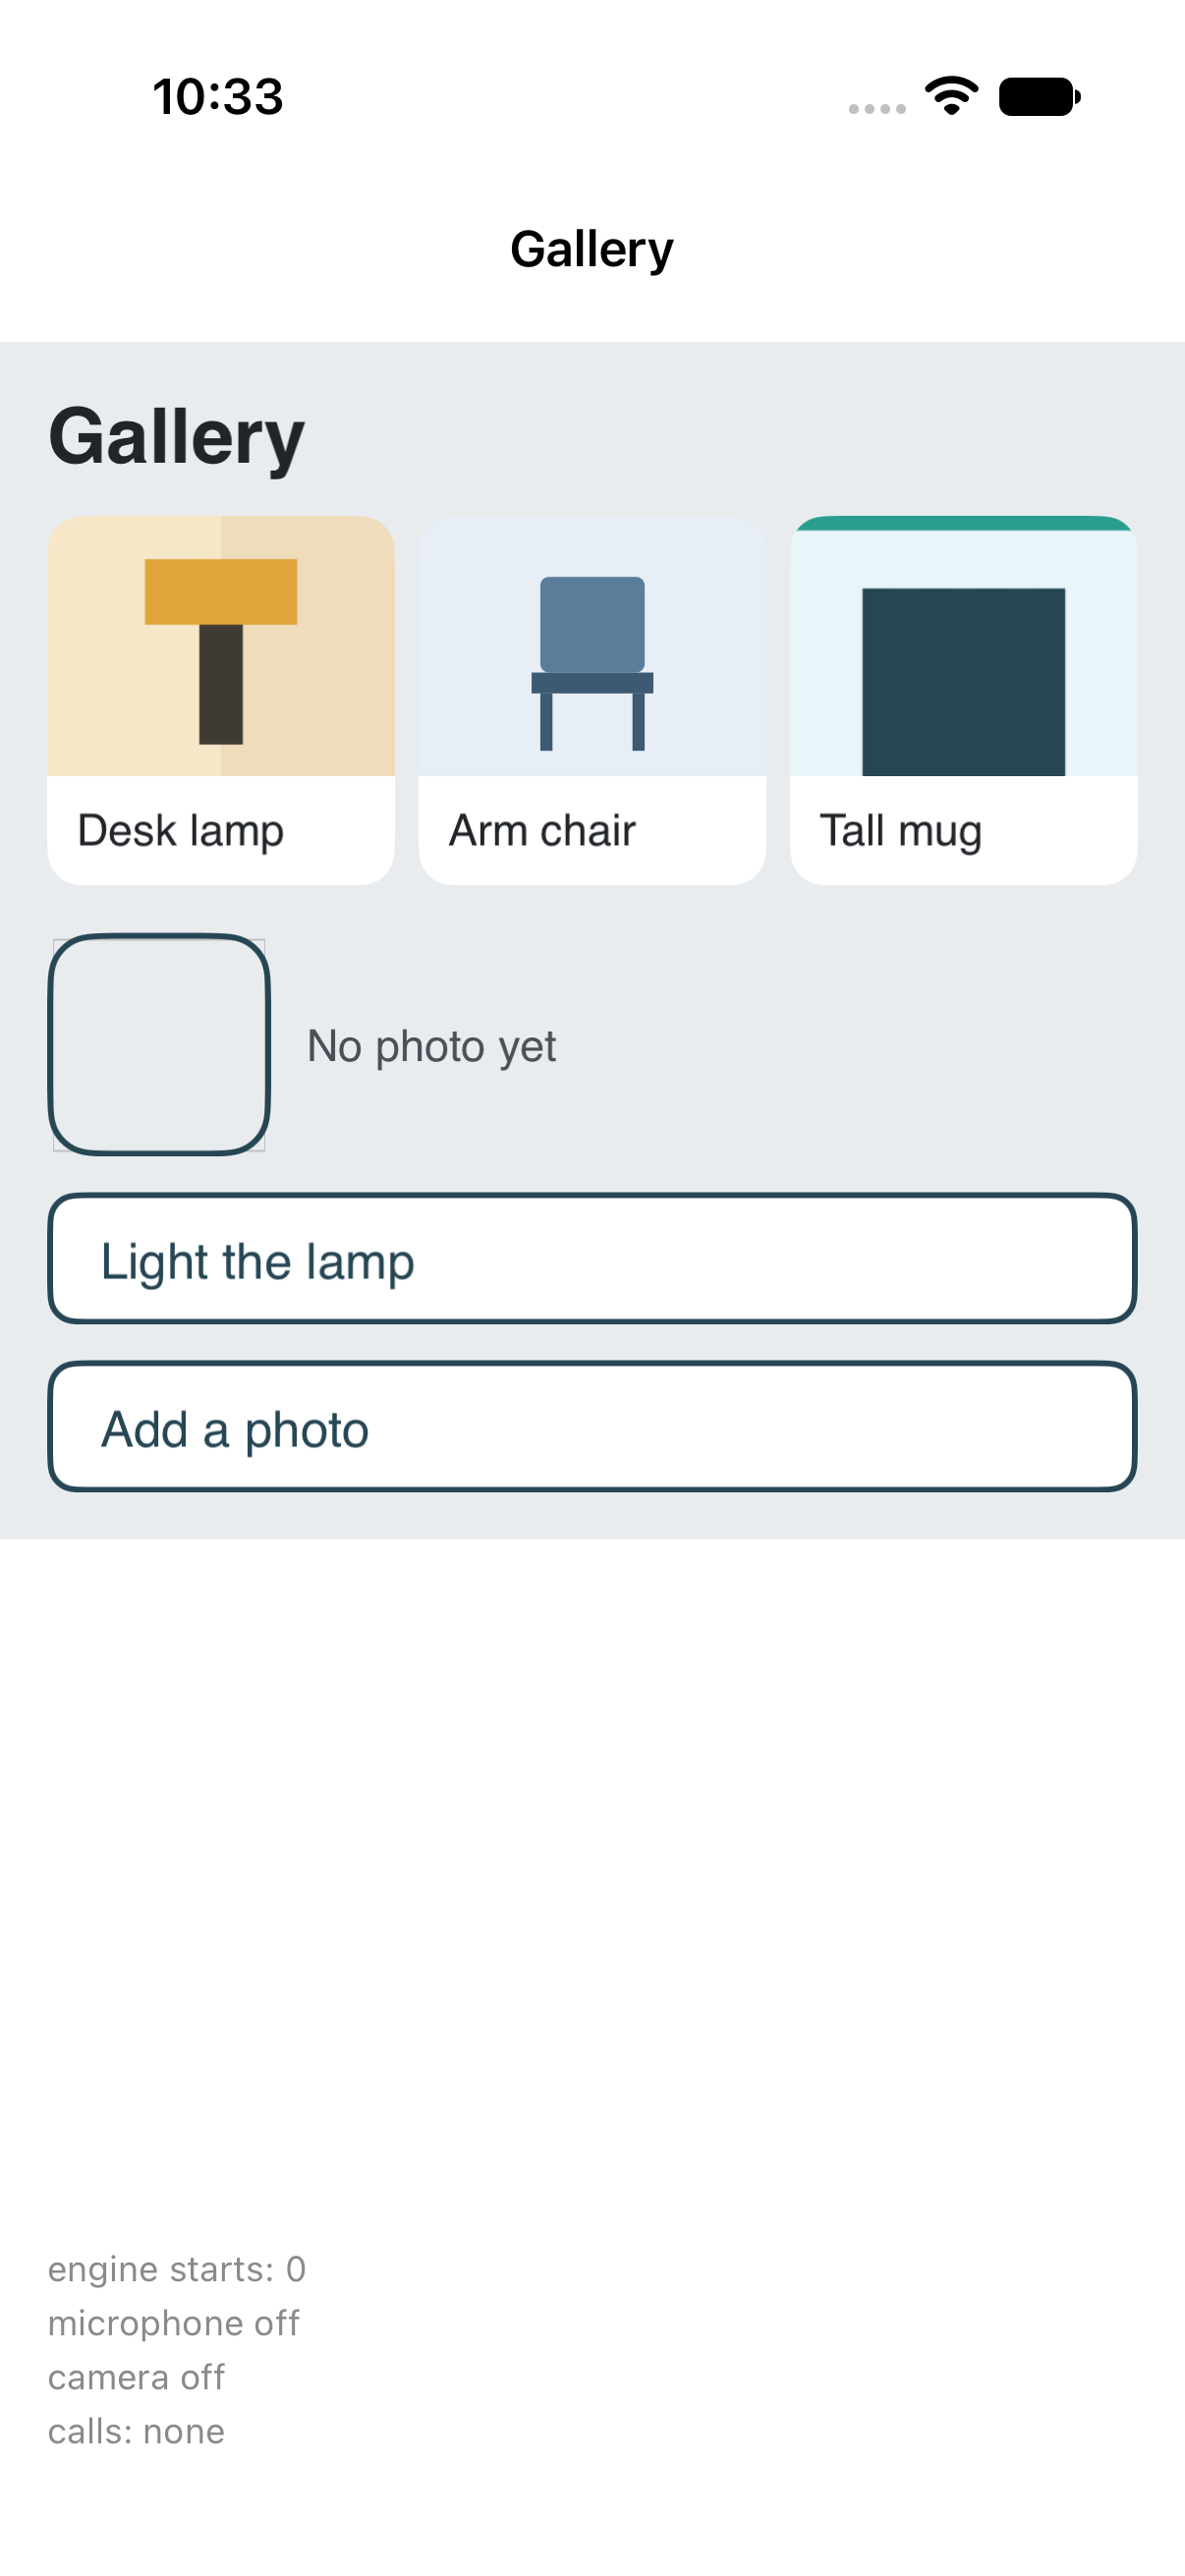 10:33
Gallery
Gallery
Desk lamp
Arm chair
Tall mug
No photo yet
Light the lamp
Add a photo
engine starts: 0
microphone off
camera off
calls: none